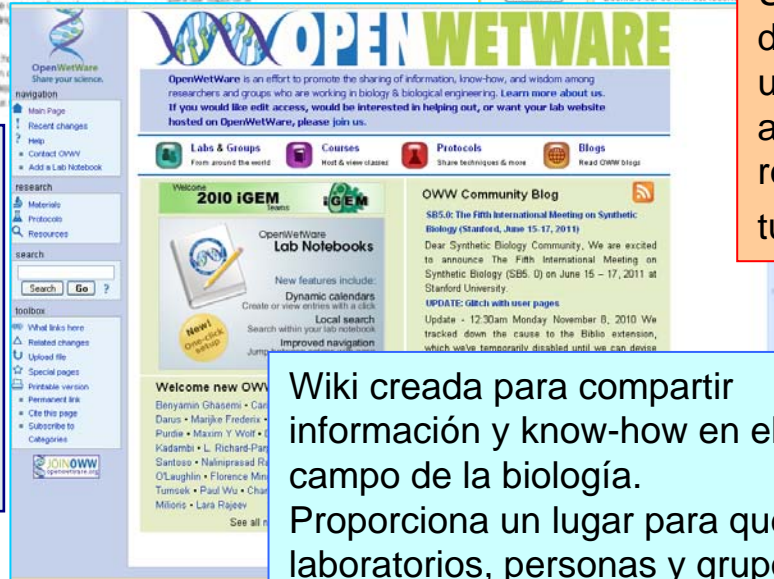 OPEN WETWARE
OpenWetWare
Share your science.
navigation
Main Page
Recent changes
Help
Contact OWW
Add a Lab Notebook
research
Materials
Protocols
Resources
search
Search Go ?
toolbox
What links here
Related changes
Upload file
Special pages
Printable version
Permanent link
Cite this page
Subscribe to
Categories
JOIN OWW
openwetware.org
OpenWetWare is an effort to promote the sharing of information, know-how, and wisdom among
researchers and groups who are working in biology & biological engineering. Learn more about us.
If you would like edit access, would be interested in helping out, or want your lab website
hosted on OpenWetWare, please join us.
Labs & Groups
From around the world
Courses
Host & view classes
Protocols
Share techniques & more
Blogs
Read OWW blogs
Welcome
2010 iGEM
Teams
iGEM
OpenWetWare
Lab Notebooks
New features include:
Dynamic calendars
Create or view entries with a click
Local search
Search within your lab notebook
Improved navigation
New!
One-click
setup
OWW Community Blog
SB5.0: The Fifth International Meeting on Synthetic
Biology (Stanford, June 15-17, 2011)
Dear Synthetic Biology Community, We are excited
to announce The Fifth International Meeting on
Synthetic Biology (SB5. 0) on June 15 – 17, 2011 at
Stanford University.
UPDATE: Glitch with user pages
Update - 12:30am Monday November 8, 2010 We
tracked down the cause to the Biblio extension,
which we've temporarily disabled until we can devise
Welcome new OWW
Benyamin Ghasemi •
Darus • Marijke Frederix •
Purdie • Maxim Y Wolf •
Kadambi • L. Richard
Santoso • Naliniprasad
O'Laughlin • Florence
Tumsek • Paul Wu •
Milioris • Lara Rajeev
See all
Wiki creada para compartir
información y know-how en el
campo de la biología.
Proporciona un lugar para que
laboratorios, personas y grupos